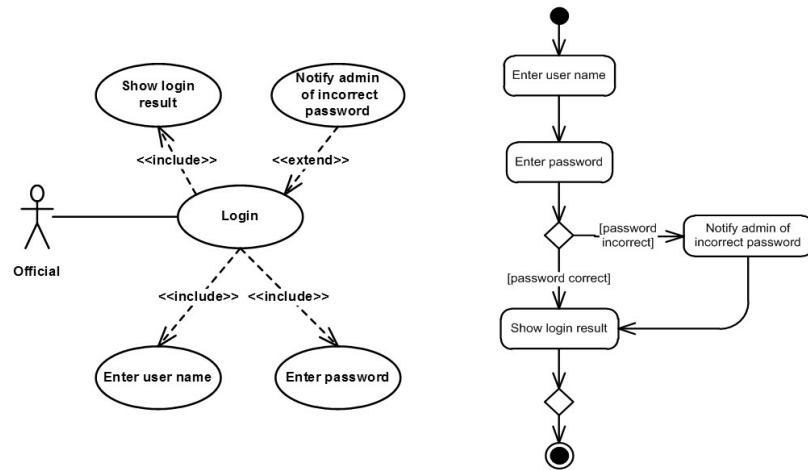 Show login
result
Notify admin
of incorrect
password
<<include>>
<<extend>>
Login
Official
<<include>>
<<include>>
Enter user name
Enter password
Enter user name
Enter password
[password
incorrect]
Notify admin of
incorrect password
[password correct]
Show login result